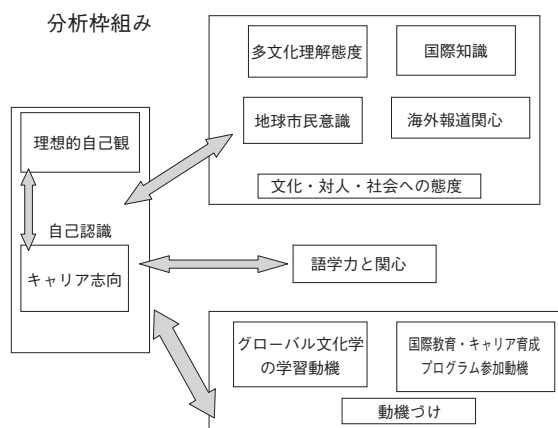 分析枠組み
多文化理解態度
国際知識
地球市民意識
海外報道関心
文化・対人・社会への態度
理想的自己観
自己認識
キャリア志向
語学力と関心
グローバル文化学
の学習動機
国際教育・キャリア育成
プログラム参加動機
動機づけ